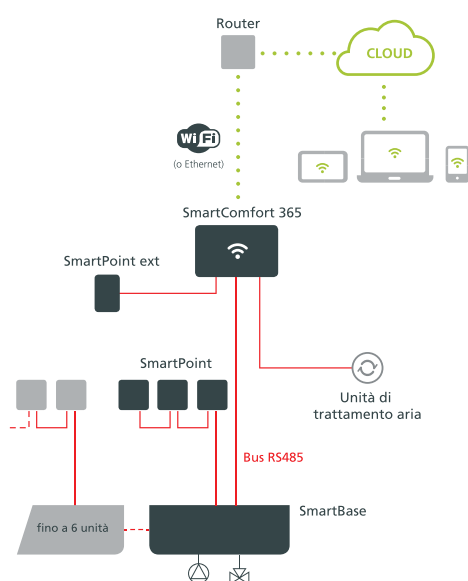 Router
CLOUD
WiFi
(o Ethernet)
SmartComfort 365
SmartPoint ext
SmartPoint
Unità di
trattamento aria
Bus RS485
SmartBase
fino a 6 unità